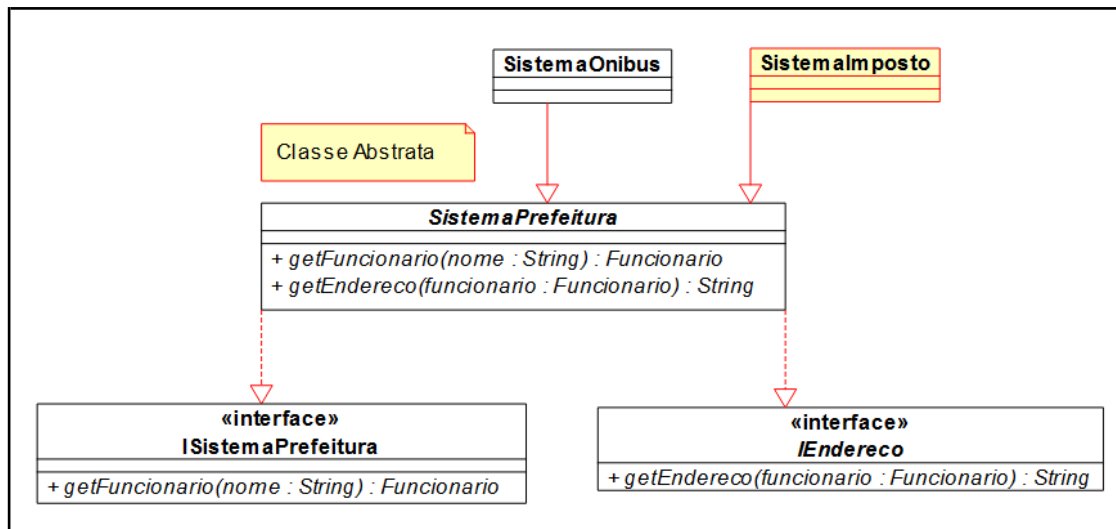 SistemaOnibus
SistemaImposto
Classe Abstrata
SistemaPrefeitura
+ getFuncionario(nome : String) : Funcionario
+ getEndereco(funcionario : Funcionario) : String
«interface»
ISistemaPrefeitura
+ getFuncionario(nome : String) : Funcionario
«interface»
IEndereco
+ getEndereco(funcionario : Funcionario) : String